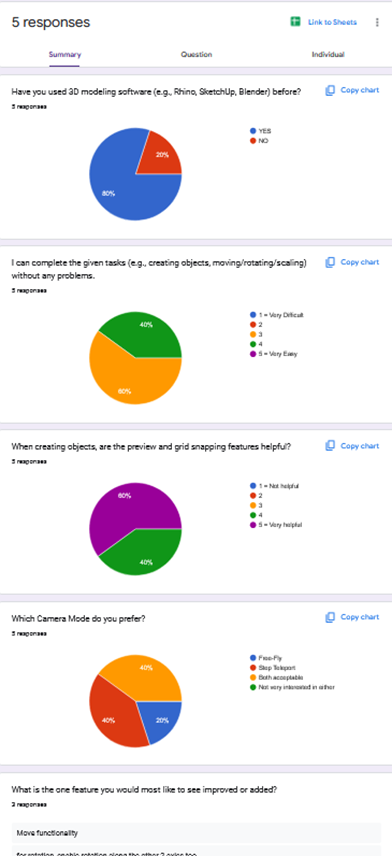 5 responses
Link to Sheets
Summary
Question
Individual
Have you used 3D modeling software (e.g., Rhino, SketchUp, Blender) before?
Copy chart
5 responses
YES
NO
20%
80%
I can complete the given tasks (e.g., creating objects, moving/rotating/scaling)
without any problems.
Copy chart
5 responses
1 = Very Difficult
2
3
4
5 = Very Easy
40%
60%
When creating objects, are the preview and grid snapping features helpful?
Copy chart
5 responses
1 = Not helpful
2
3
4
5 = Very helpful
60%
40%
Which Camera Mode do you prefer?
Copy chart
5 responses
Free-Fly
Step Teleport
Both acceptable
Not very interested in either
40%
40%
20%
What is the one feature you would most like to see improved or added?
3 responses
Move functionality
for rotation, enable rotation along the other 2 axies too